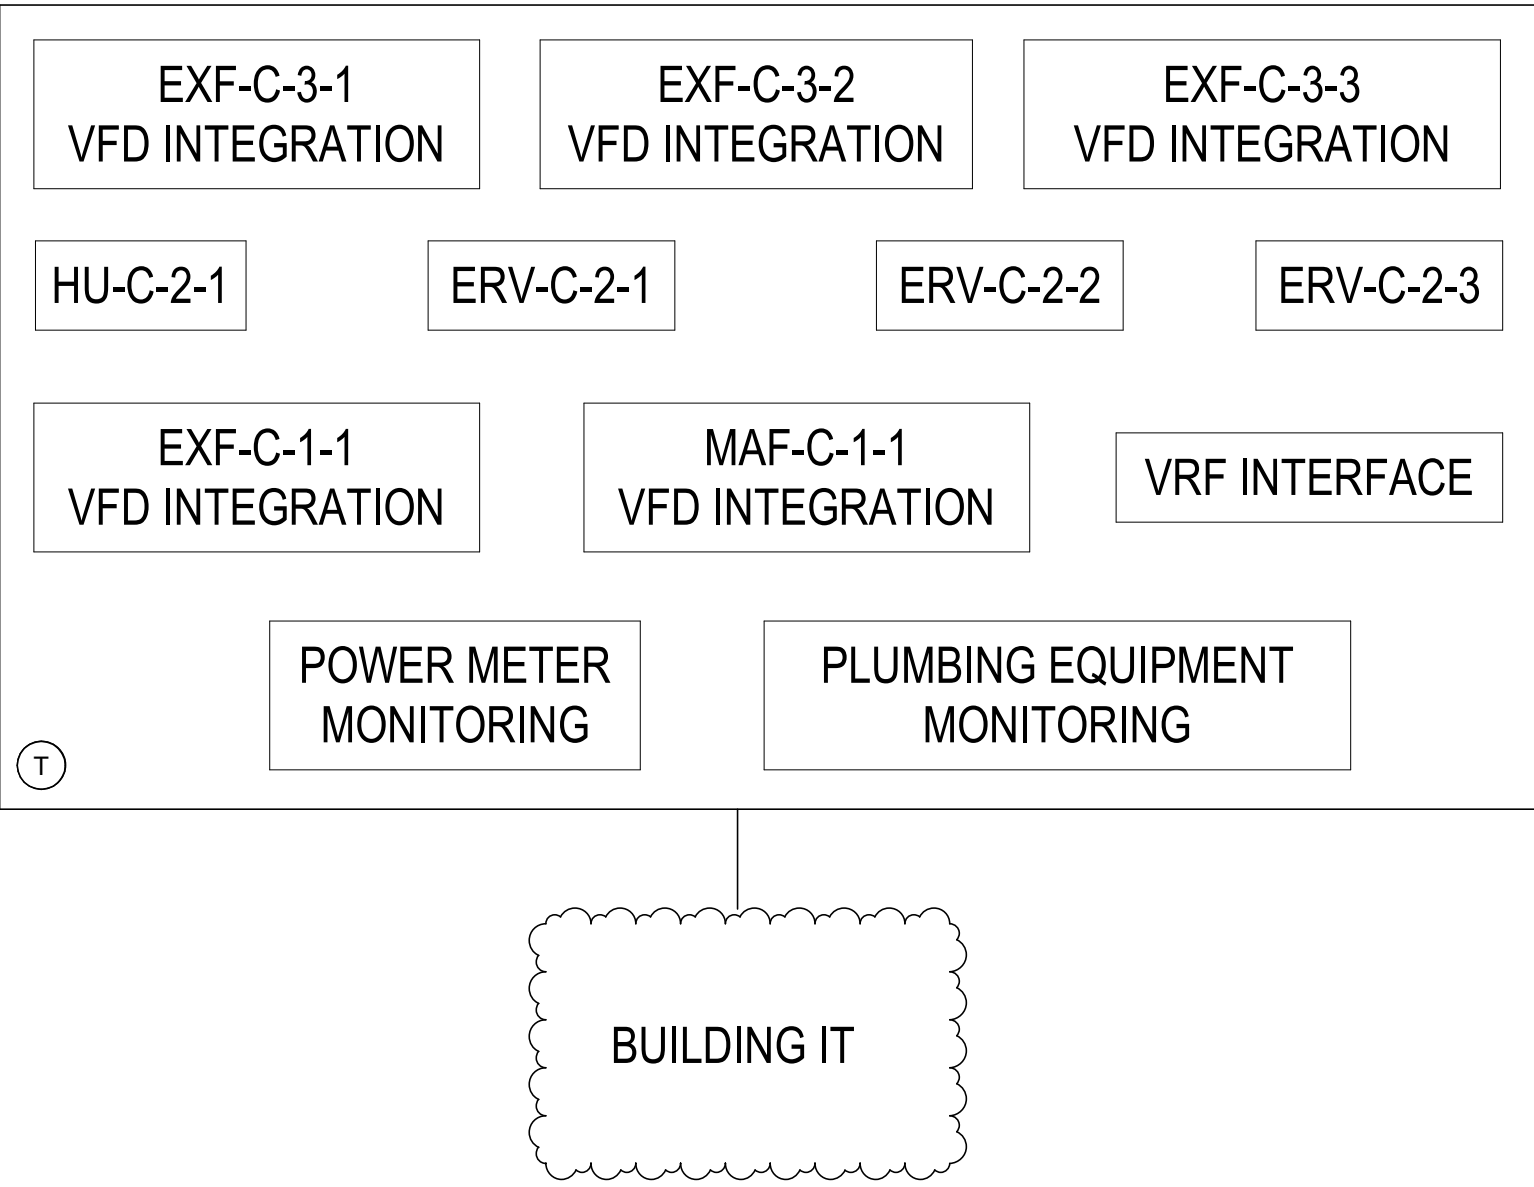 EXF-C-3-1
VFD INTEGRATION
EXF-C-3-2
VFD INTEGRATION
EXF-C-3-3
VFD INTEGRATION
HU-C-2-1
ERV-C-2-1
ERV-C-2-2
ERV-C-2-3
EXF-C-1-1
VFD INTEGRATION
MAF-C-1-1
VFD INTEGRATION
VRF INTERFACE
POWER METER
MONITORING
PLUMBING EQUIPMENT
MONITORING
T
BUILDING IT